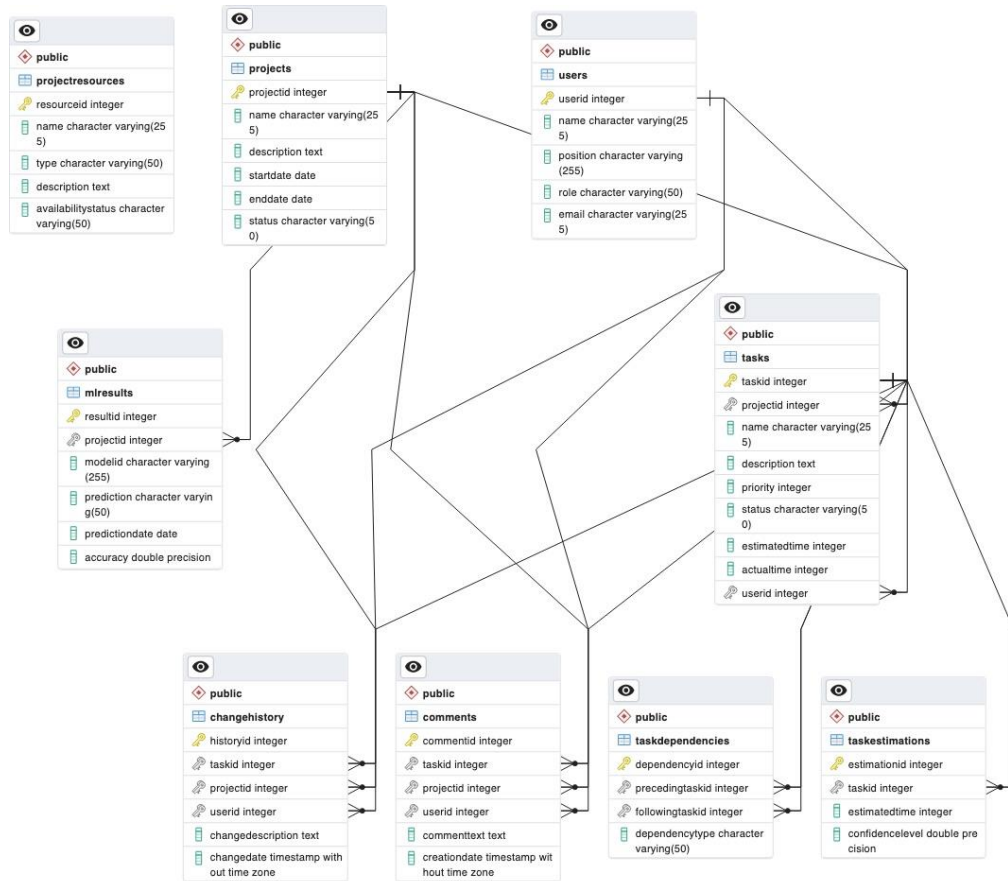 public
projectresources
resourceid integer
name character varying(25
5)
type character varying(50)
description text
availabilitystatus character
varying(50)
public
projects
projectid integer
name character varying(25
5)
description text
startdate date
enddate date
status character varying(5
0)
public
users
userid integer
name character varying(25
5)
position character varying
(255)
role character varying(50)
email character varying(25
5)
public
mlresults
resultid integer
projectid integer
modelid character varying
(255)
prediction character varyin
g(50)
predictiondate date
accuracy double precision
public
tasks
taskid integer
projectid integer
name character varying(25
5)
description text
priority integer
status character varying(5
0)
estimatedtime integer
actualtime integer
userid integer
public
changehistory
historyid integer
taskid integer
projectid integer
userid integer
changedescription text
changedate timestamp with
out time zone
public
comments
commentid integer
taskid integer
projectid integer
userid integer
commenttext text
creationdate timestamp wit
hout time zone
public
taskdependencies
dependencyid integer
precedingtaskid integer
followingtaskid integer
dependencytype character
varying(50)
public
taskestimations
estimationid integer
taskid integer
estimatedtime integer
confidencelevel double pre
cision